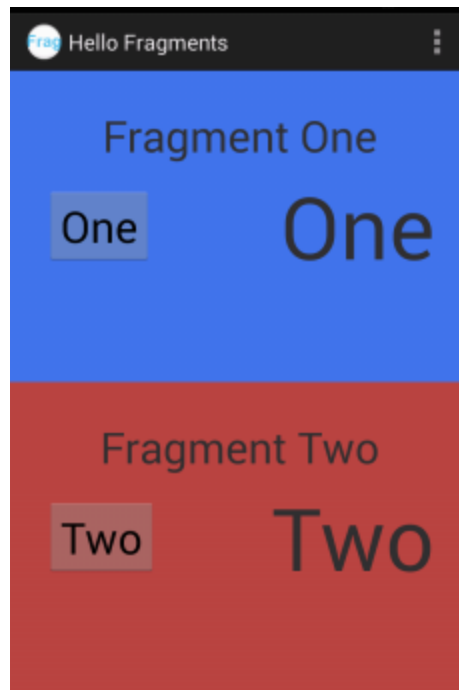 Frag Hello Fragments
Fragment One
One One
Fragment Two
Two Two